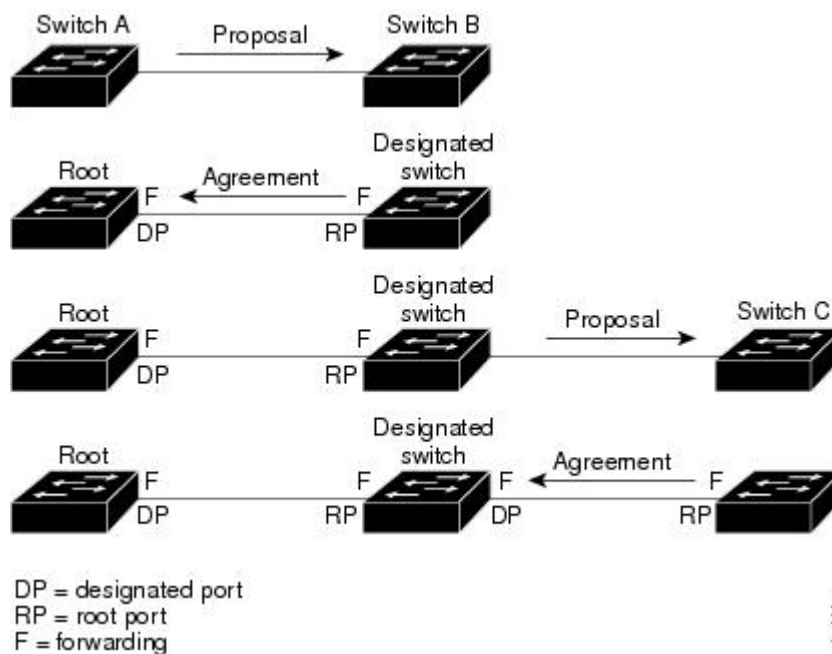 Switch A
Proposal
Switch B
Root
F
Agreement
F
Designated
switch
DP
RP
Root
F
F
Designated
switch
Proposal
Switch C
DP
RP
Root
F
F
Designated
switch
F
Agreement
F
DP
RP
DP
RP
DP = designated port
RP = root port
F = forwarding